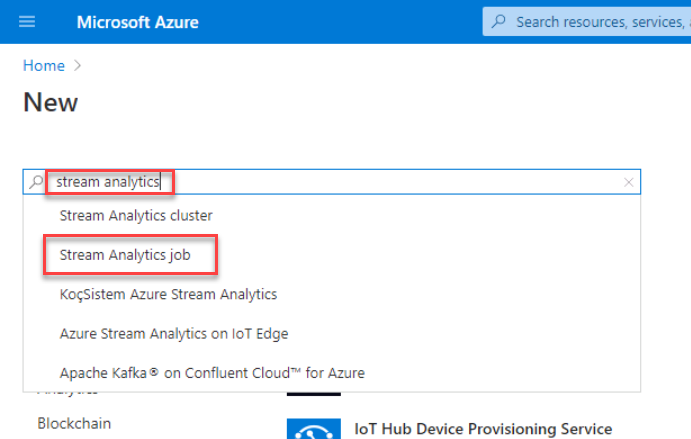 Microsoft Azure
Search resources, services,
Home >
New
stream analytics
Stream Analytics cluster
Stream Analytics job
KoçSistem Azure Stream Analytics
Azure Stream Analytics on IoT Edge
Apache Kafka® on Confluent Cloud™ for Azure
Blockchain
IoT Hub Device Provisioning Service